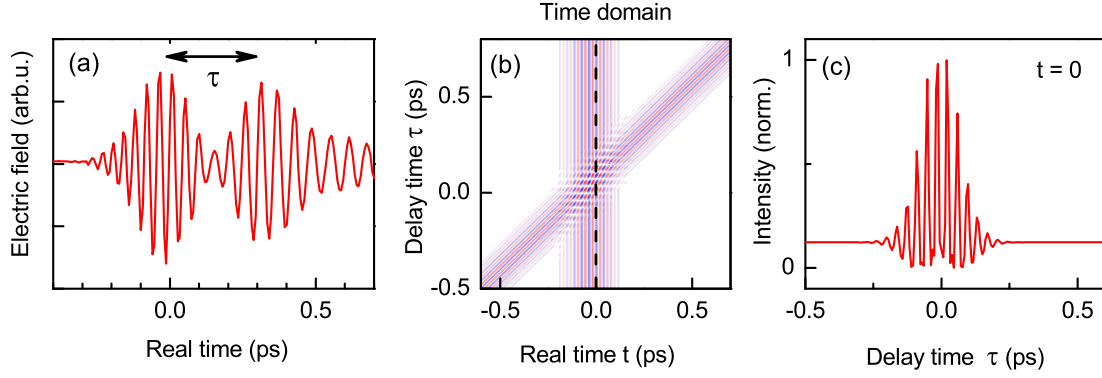 Time domain
(a)
τ
Electric field (arb.u.)
0.0
0.5
Real time (ps)
(b)
Delay time τ (ps)
0.5
0.0
-0.5
-0.5
0.0
0.5
Real time t (ps)
(c)
t = 0
Intensity (norm.)
1
0
-0.5
0.0
0.5
Delay time τ (ps)